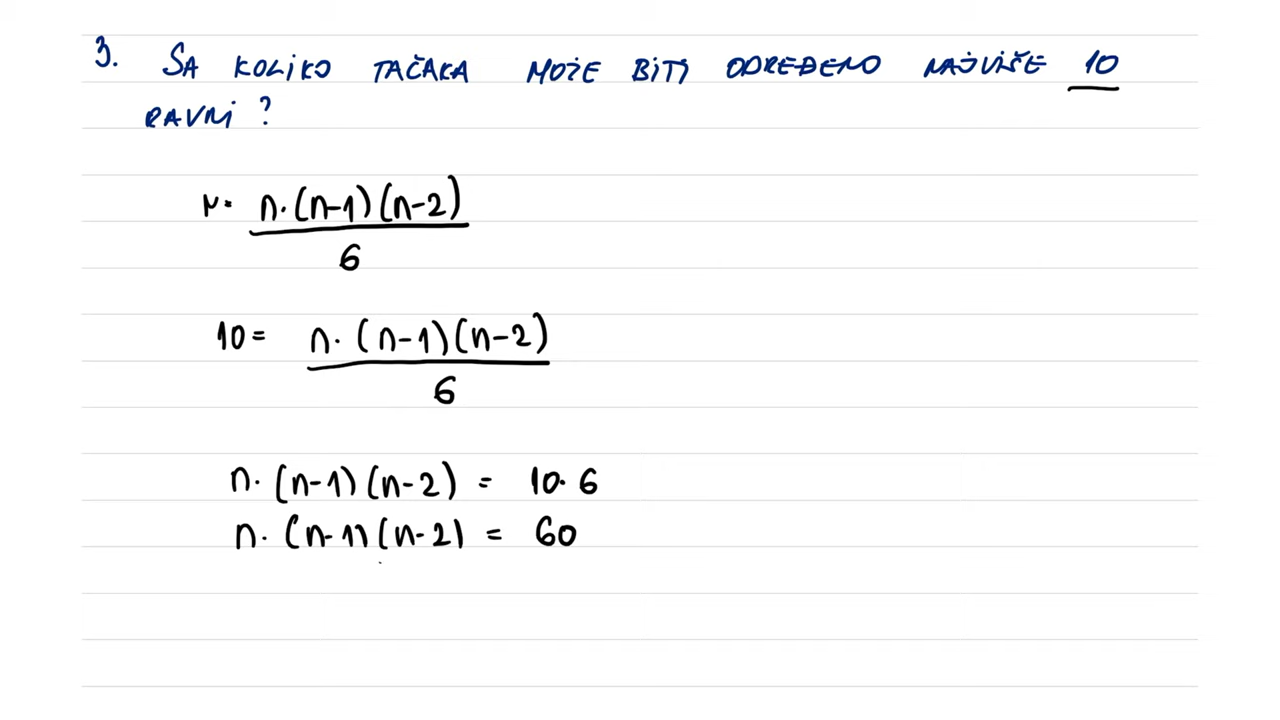 3. SA KOLIKO TAČAKA MOŽE BITI ODREĐENO NAJVIŠE 10
RAVNI ?
r = n·(n-1)(n-2)
6
10 = n·(n-1)(n-2)
6
n·(n-1)(n-2) = 10·6
n·(n-1)(n-2) = 60